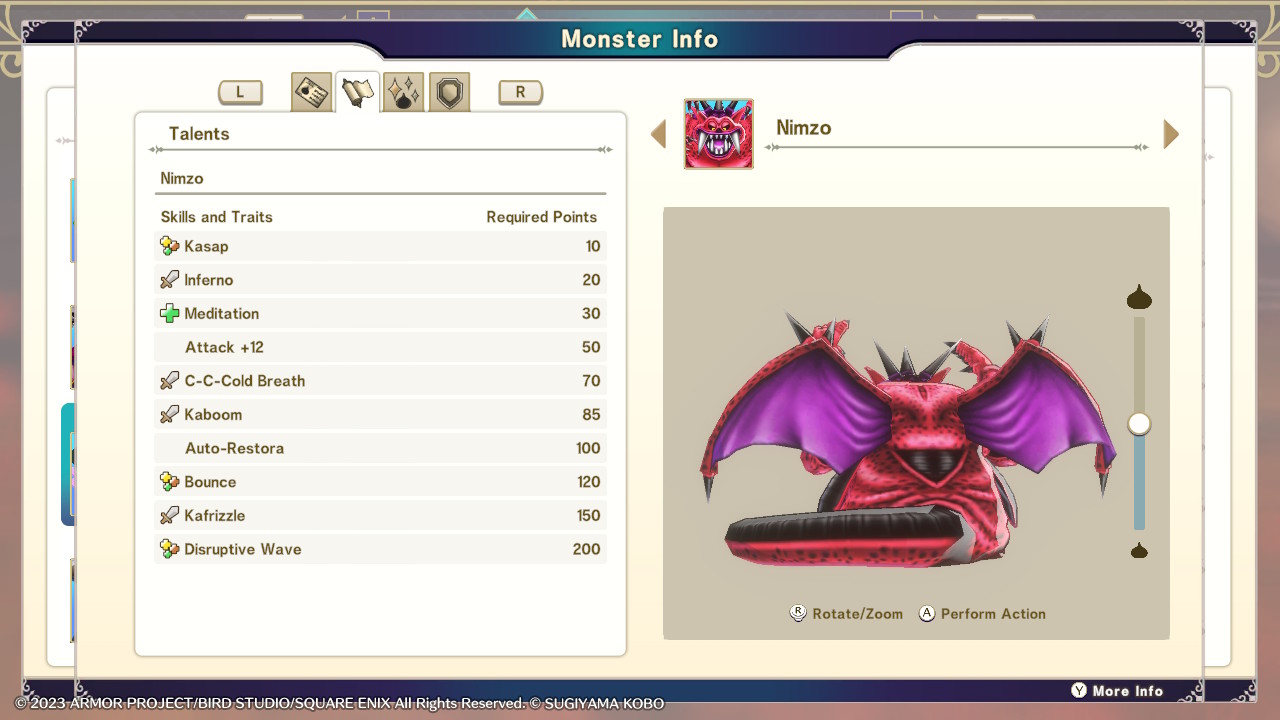 Monster Info
L
R
Talents
Nimzo
Skills and Traits Required Points
Kasap 10
Inferno 20
Meditation 30
Attack +12 50
C-C-Cold Breath 70
Kaboom 85
Auto-Restora 100
Bounce 120
Kafrizzle 150
Disruptive Wave 200
Nimzo
R Rotate/Zoom A Perform Action
Y More Info
© 2023 ARMOR PROJECT/BIRD STUDIO/SQUARE ENIX All Rights Reserved. © SUGIYAMA KOBO